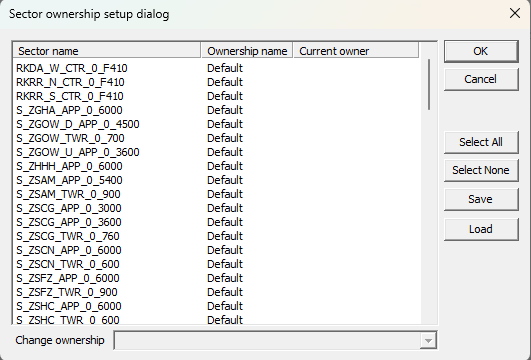 Sector ownership setup dialog
Sector name Ownership name Current owner
RKDA_W_CTR_0_F410 Default
RKRR_N_CTR_0_F410 Default
RKRR_S_CTR_0_F410 Default
S_ZGHA_APP_0_6000 Default
S_ZGOW_D_APP_0_4500 Default
S_ZGOW_TWR_0_700 Default
S_ZGOW_U_APP_0_3600 Default
S_ZHHH_APP_0_6000 Default
S_ZSAM_APP_0_5400 Default
S_ZSAM_TWR_0_900 Default
S_ZSCG_APP_0_3000 Default
S_ZSCG_APP_0_3600 Default
S_ZSCG_TWR_0_760 Default
S_ZSCN_APP_0_6000 Default
S_ZSCN_TWR_0_600 Default
S_ZSFZ_APP_0_6000 Default
S_ZSFZ_TWR_0_900 Default
S_ZSHC_APP_0_6000 Default
S_ZSHC_TWR_0_600 Default
Change ownership
OK
Cancel
Select All
Select None
Save
Load